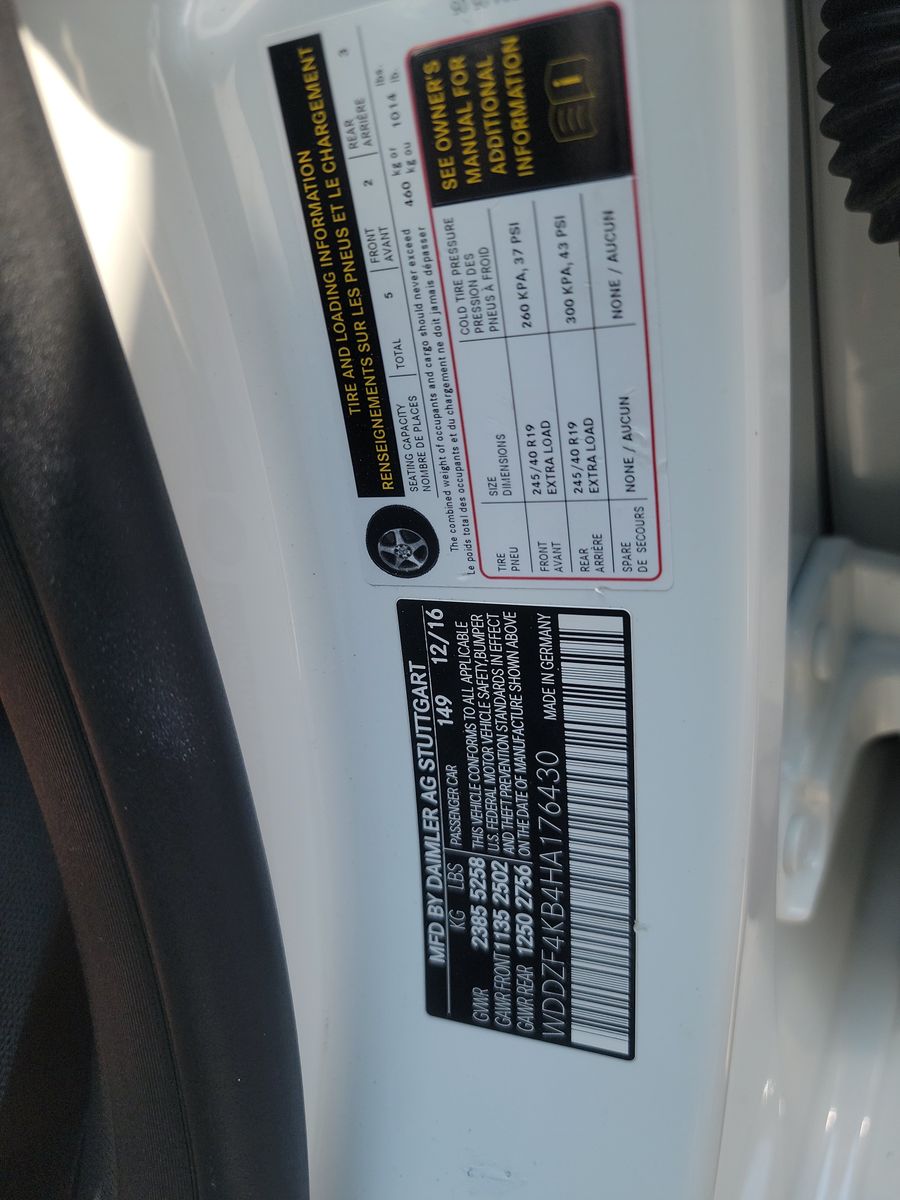 TIRE AND LOADING INFORMATION
RENSEIGNEMENTS SUR LES PNEUS ET LE CHARGEMENT
SEATING CAPACITY
NOMBRE DE PLACES
TOTAL 5
FRONT
AVANT 2
REAR
ARRIÈRE 3
The combined weight of occupants and cargo should never exceed 460 kg or 1014 lbs.
Le poids total des occupants et du chargement ne doit jamais dépasser kg ou lb.
TIRE
PNEU
SIZE
DIMENSIONS
COLD TIRE PRESSURE
PRESSION DES
PNEUS À FROID
FRONT
AVANT
245/40 R19
EXTRA LOAD
260 KPA, 37 PSI
REAR
ARRIÈRE
245/40 R19
EXTRA LOAD
300 KPA, 43 PSI
SPARE
DE SECOURS
NONE / AUCUN
NONE / AUCUN
SEE OWNER'S
MANUAL FOR
ADDITIONAL
INFORMATION
MFD BY DAIMLER AG STUTTGART
KG LBS PASSENGER CAR 149 12/16
GVWR 2385 5258
GAWR FRONT 1135 2502
GAWR REAR 1250 2756
THIS VEHICLE CONFORMS TO ALL APPLICABLE
U.S. FEDERAL MOTOR VEHICLE SAFETY,BUMPER
AND THEFT PREVENTION STANDARDS IN EFFECT
ON THE DATE OF MANUFACTURE SHOWN ABOVE
WDDZF4KB4HA176430 MADE IN GERMANY